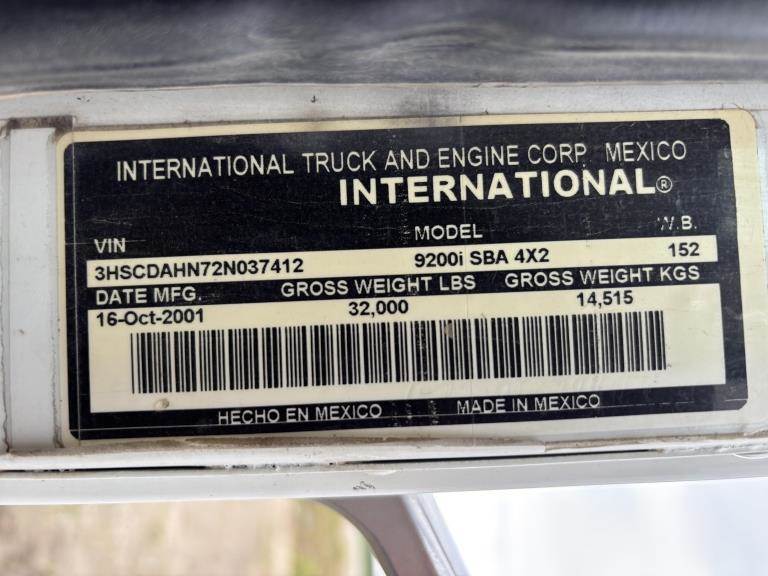 INTERNATIONAL TRUCK AND ENGINE CORP. MEXICO
INTERNATIONAL®
VIN MODEL W.B.
3HSCDAHN72N037412 9200i SBA 4X2 152
DATE MFG. GROSS WEIGHT LBS GROSS WEIGHT KGS
16-Oct-2001 32,000 14,515
HECHO EN MEXICO MADE IN MEXICO